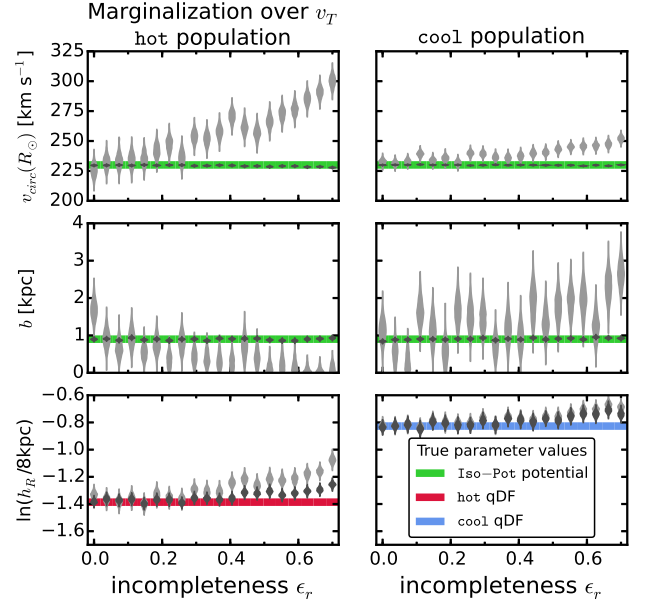 Marginalization over v_T
hot population
cool population
v_circ(R_⊙) [km s⁻¹]
325
300
275
250
225
200
b [kpc]
4
3
2
1
0
ln(h_R/8kpc)
−0.6
−0.8
−1.0
−1.2
−1.4
−1.6
True parameter values
Iso−Pot potential
hot qDF
cool qDF
0.0 0.2 0.4 0.6
0.0 0.2 0.4 0.6
incompleteness ϵ_r
incompleteness ϵ_r